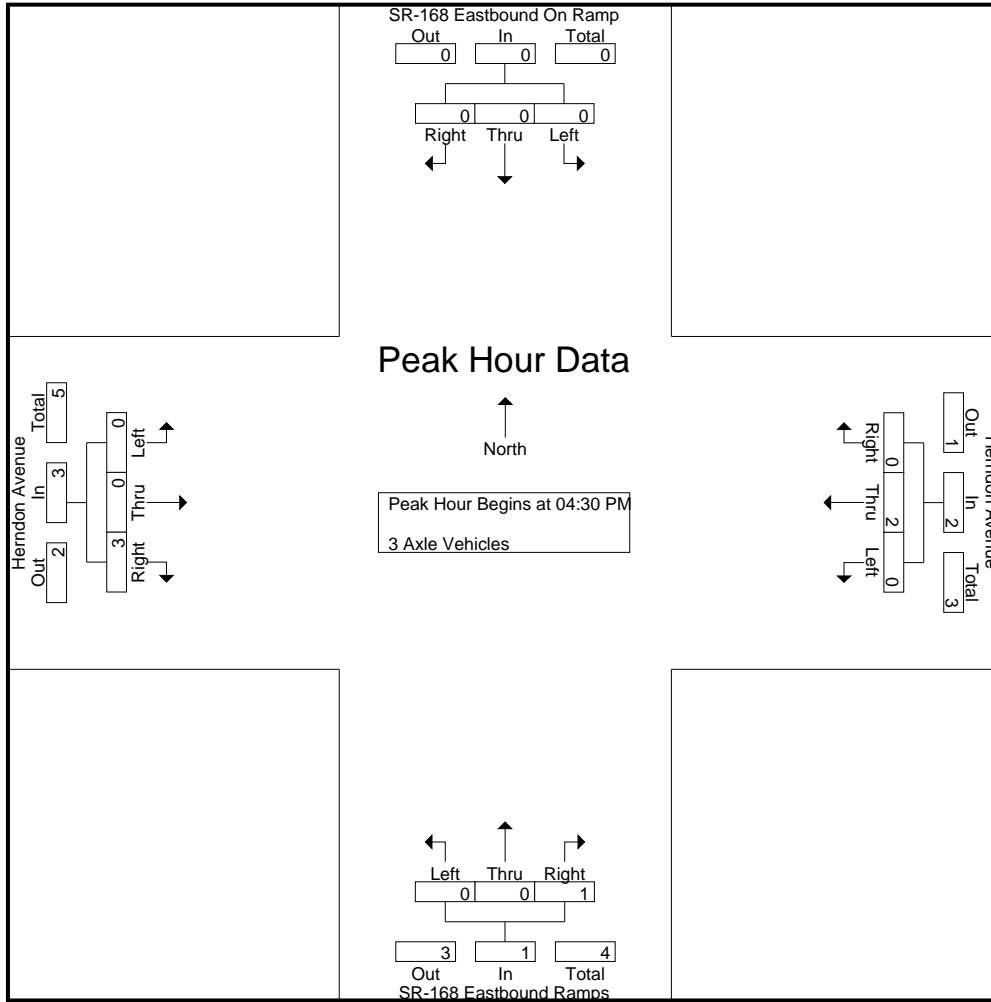 SR-168 Eastbound On Ramp
Out In Total
0 0 0
0 0 0
Right Thru Left
Peak Hour Data
North
Peak Hour Begins at 04:30 PM
3 Axle Vehicles
Herndon Avenue
Out In Total
2 3 5
3 0 0
Right Thru Left
Herndon Avenue
Out In Total
1 2 3
0 2 0
Right Thru Left
Left Thru Right
0 0 1
3 1 4
Out In Total
SR-168 Eastbound Ramps